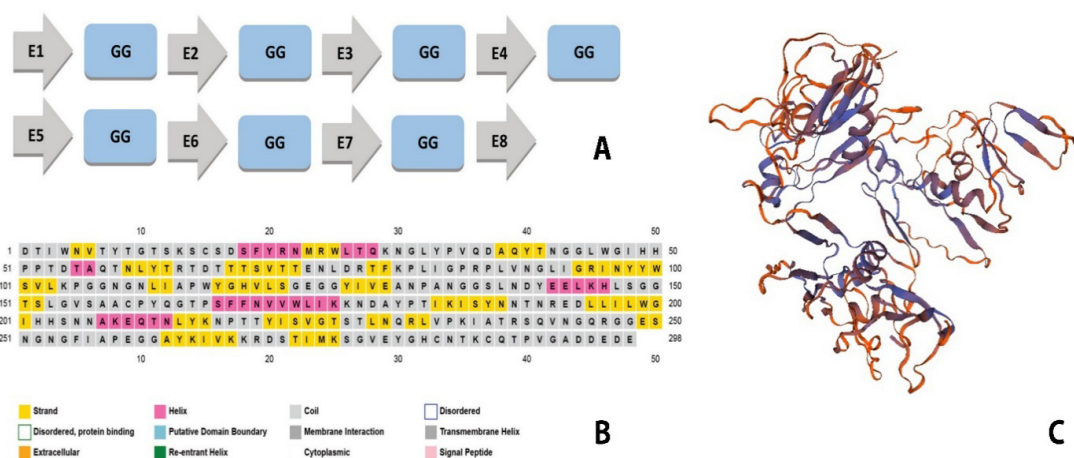 E1 GG E2 GG E3 GG E4 GG
E5 GG E6 GG E7 GG E8
A
10 20 30 40 50
1 D T I W N V T Y T G T S K S C S D S F Y R N M R W L T Q K N G L Y P V Q D A Q Y T N G G L W G I H H 50
51 P P T D T A Q T N L Y T R T D T T T S V T T E N L D R T F K P L I G P R P L V N G L I G R I N Y Y W 100
101 S V L K P G G N G N L I A P W Y G H V L S G E G G Y I V E A N P A N G G S L N D Y E E L K H L S G G 150
151 T S L G V S A A C P Y Q G T P S F F N V V W L I K K N D A Y P T I K I S Y N N T N R E D L L I L W G 200
201 I H H S N N A K E Q T N L Y K N P T T Y I S V G T S T L N Q R L V P K I A T R S Q V N G Q R G G E S 250
251 N G N G F I A P E G G A Y K I V K K R D S T I M K S G V E Y G H C N T K C Q T P V G A D D E D E 298
10 20 30 40 50
Strand Helix Coil Disordered
Disordered, protein binding Putative Domain Boundary Membrane Interaction Transmembrane Helix
Extracellular Re-entrant Helix Cytoplasmic Signal Peptide
B
C